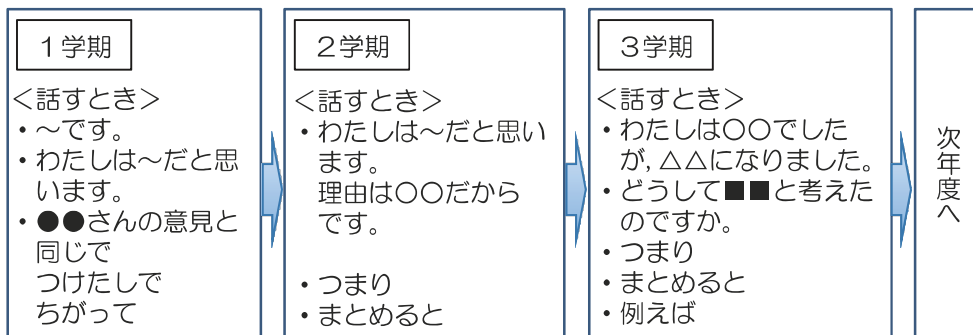 1学期
<話すとき>
・～です。
・わたしは～だと思
います。
・●●さんの意見と
同じで
つけたしで
ちがって
2学期
<話すとき>
・わたしは～だと思い
ます。
理由は〇〇だから
です。
・つまり
・まとめると
3学期
<話すとき>
・わたしは〇〇でした
が,△△になりました。
・どうして■■と考えた
のですか。
・つまり
・まとめると
・例えば
次年度へ